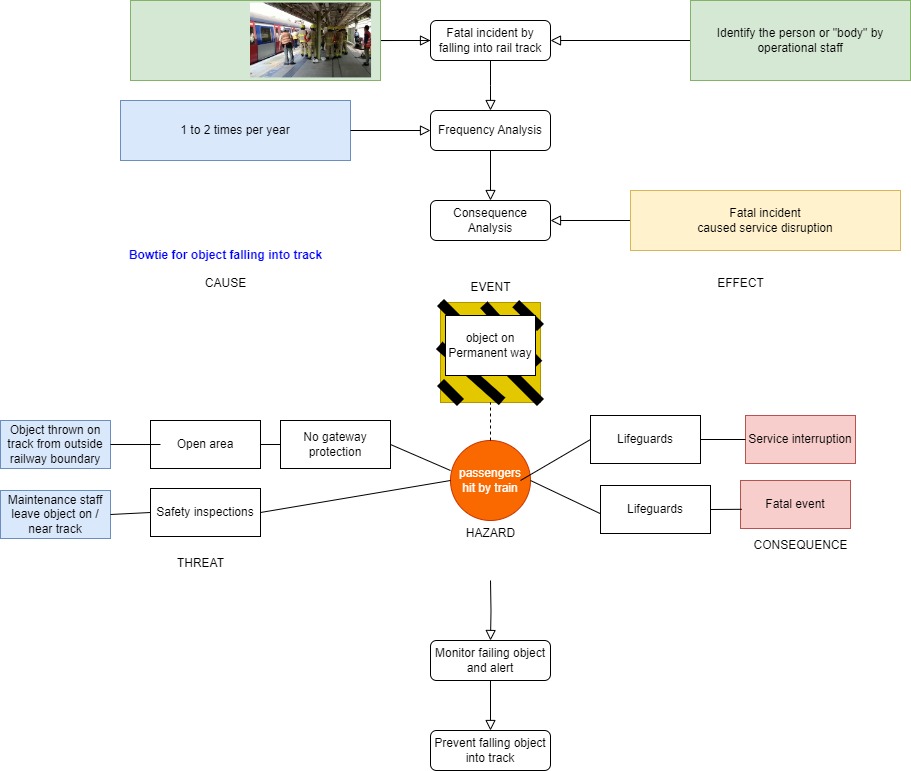 Fatal incident by
falling into rail track
Identify the person or "body" by
operational staff
1 to 2 times per year
Frequency Analysis
Consequence
Analysis
Fatal incident
caused service disruption
Bowtie for object falling into track
CAUSE
EVENT
EFFECT
object on
Permanent way
Object thrown on
track from outside
railway boundary
Open area
No gateway
protection
Lifeguards
Service interruption
passengers
hit by train
Maintenance staff
leave object on /
near track
Safety inspections
Lifeguards
Fatal event
HAZARD
CONSEQUENCE
THREAT
Monitor failing object
and alert
Prevent falling object
into track